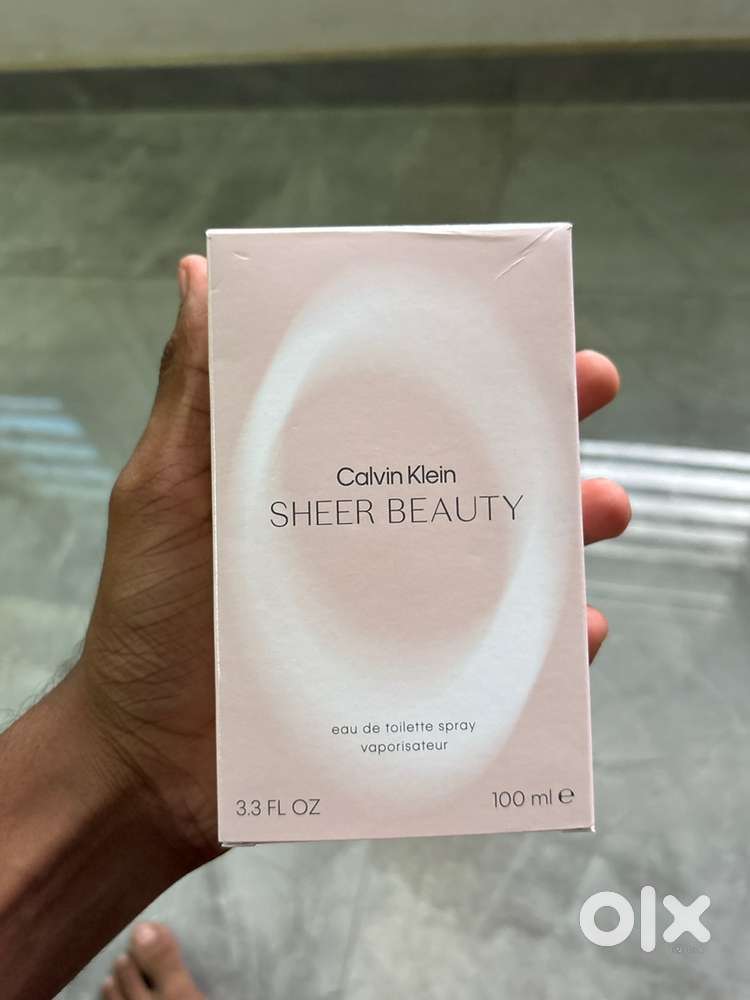 Calvin Klein
SHEER BEAUTY
eau de toilette spray
vaporisateur
3.3 FL OZ
100 ml ℮
olx